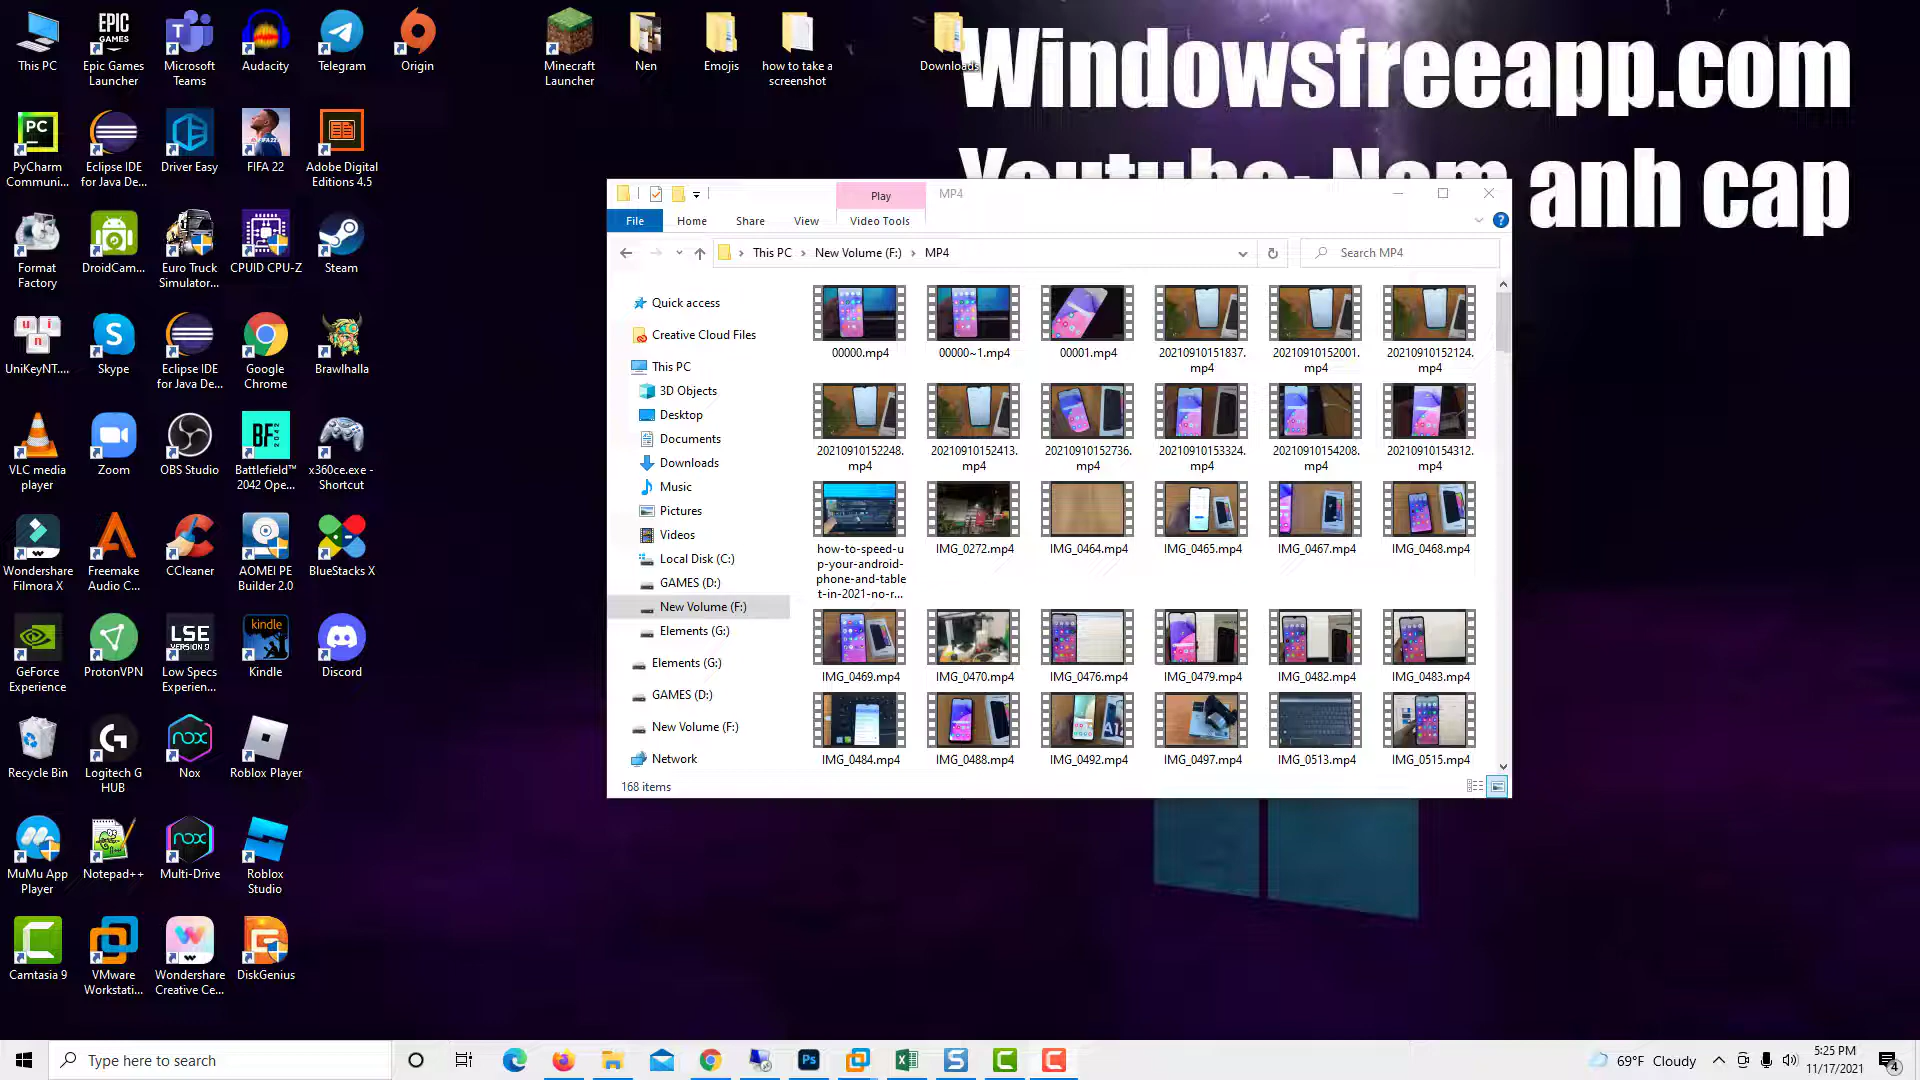 Windowsfreeapp.com
Youtube: Nam anh cap
This PC
Epic Games
Launcher
Microsoft
Teams
Audacity
Telegram
Origin
Minecraft
Launcher
Nen
Emojis
how to take a
screenshot
Downloads
PyCharm
Communi...
Eclipse IDE
for Java De...
Driver Easy
FIFA 22
Adobe Digital
Editions 4.5
Format
Factory
DroidCam...
Euro Truck
Simulator...
CPUID CPU-Z
Steam
UniKeyNT....
Skype
Eclipse IDE
for Java De...
Google
Chrome
Brawlhalla
VLC media
player
Zoom
OBS Studio
Battlefield™
2042 Ope...
x360ce.exe -
Shortcut
Wondershare
Filmora X
Freemake
Audio C...
CCleaner
AOMEI PE
Builder 2.0
BlueStacks X
GeForce
Experience
ProtonVPN
Low Specs
Experien...
Kindle
Discord
Recycle Bin
Logitech G
HUB
Nox
Roblox Player
MuMu App
Player
Notepad++
Multi-Drive
Roblox
Studio
Camtasia 9
VMware
Workstati...
Wondershare
Creative Ce...
DiskGenius
Play
MP4
File
Home
Share
View
Video Tools
This PC
New Volume (F:)
MP4
Search MP4
Quick access
Creative Cloud Files
This PC
3D Objects
Desktop
Documents
Downloads
Music
Pictures
Videos
Local Disk (C:)
GAMES (D:)
New Volume (F:)
Elements (G:)
Elements (G:)
GAMES (D:)
New Volume (F:)
Network
00000.mp4
00000~1.mp4
00001.mp4
20210910151837.
mp4
20210910152001.
mp4
20210910152124.
mp4
20210910152248.
mp4
20210910152413.
mp4
20210910152736.
mp4
20210910153324.
mp4
20210910154208.
mp4
20210910154312.
mp4
how-to-speed-u
p-your-android-
phone-and-table
t-in-2021-no-r...
IMG_0272.mp4
IMG_0464.mp4
IMG_0465.mp4
IMG_0467.mp4
IMG_0468.mp4
IMG_0469.mp4
IMG_0470.mp4
IMG_0476.mp4
IMG_0479.mp4
IMG_0482.mp4
IMG_0483.mp4
IMG_0484.mp4
IMG_0488.mp4
IMG_0492.mp4
IMG_0497.mp4
IMG_0513.mp4
IMG_0515.mp4
168 items
Type here to search
69°F Cloudy
5:25 PM
11/17/2021
4